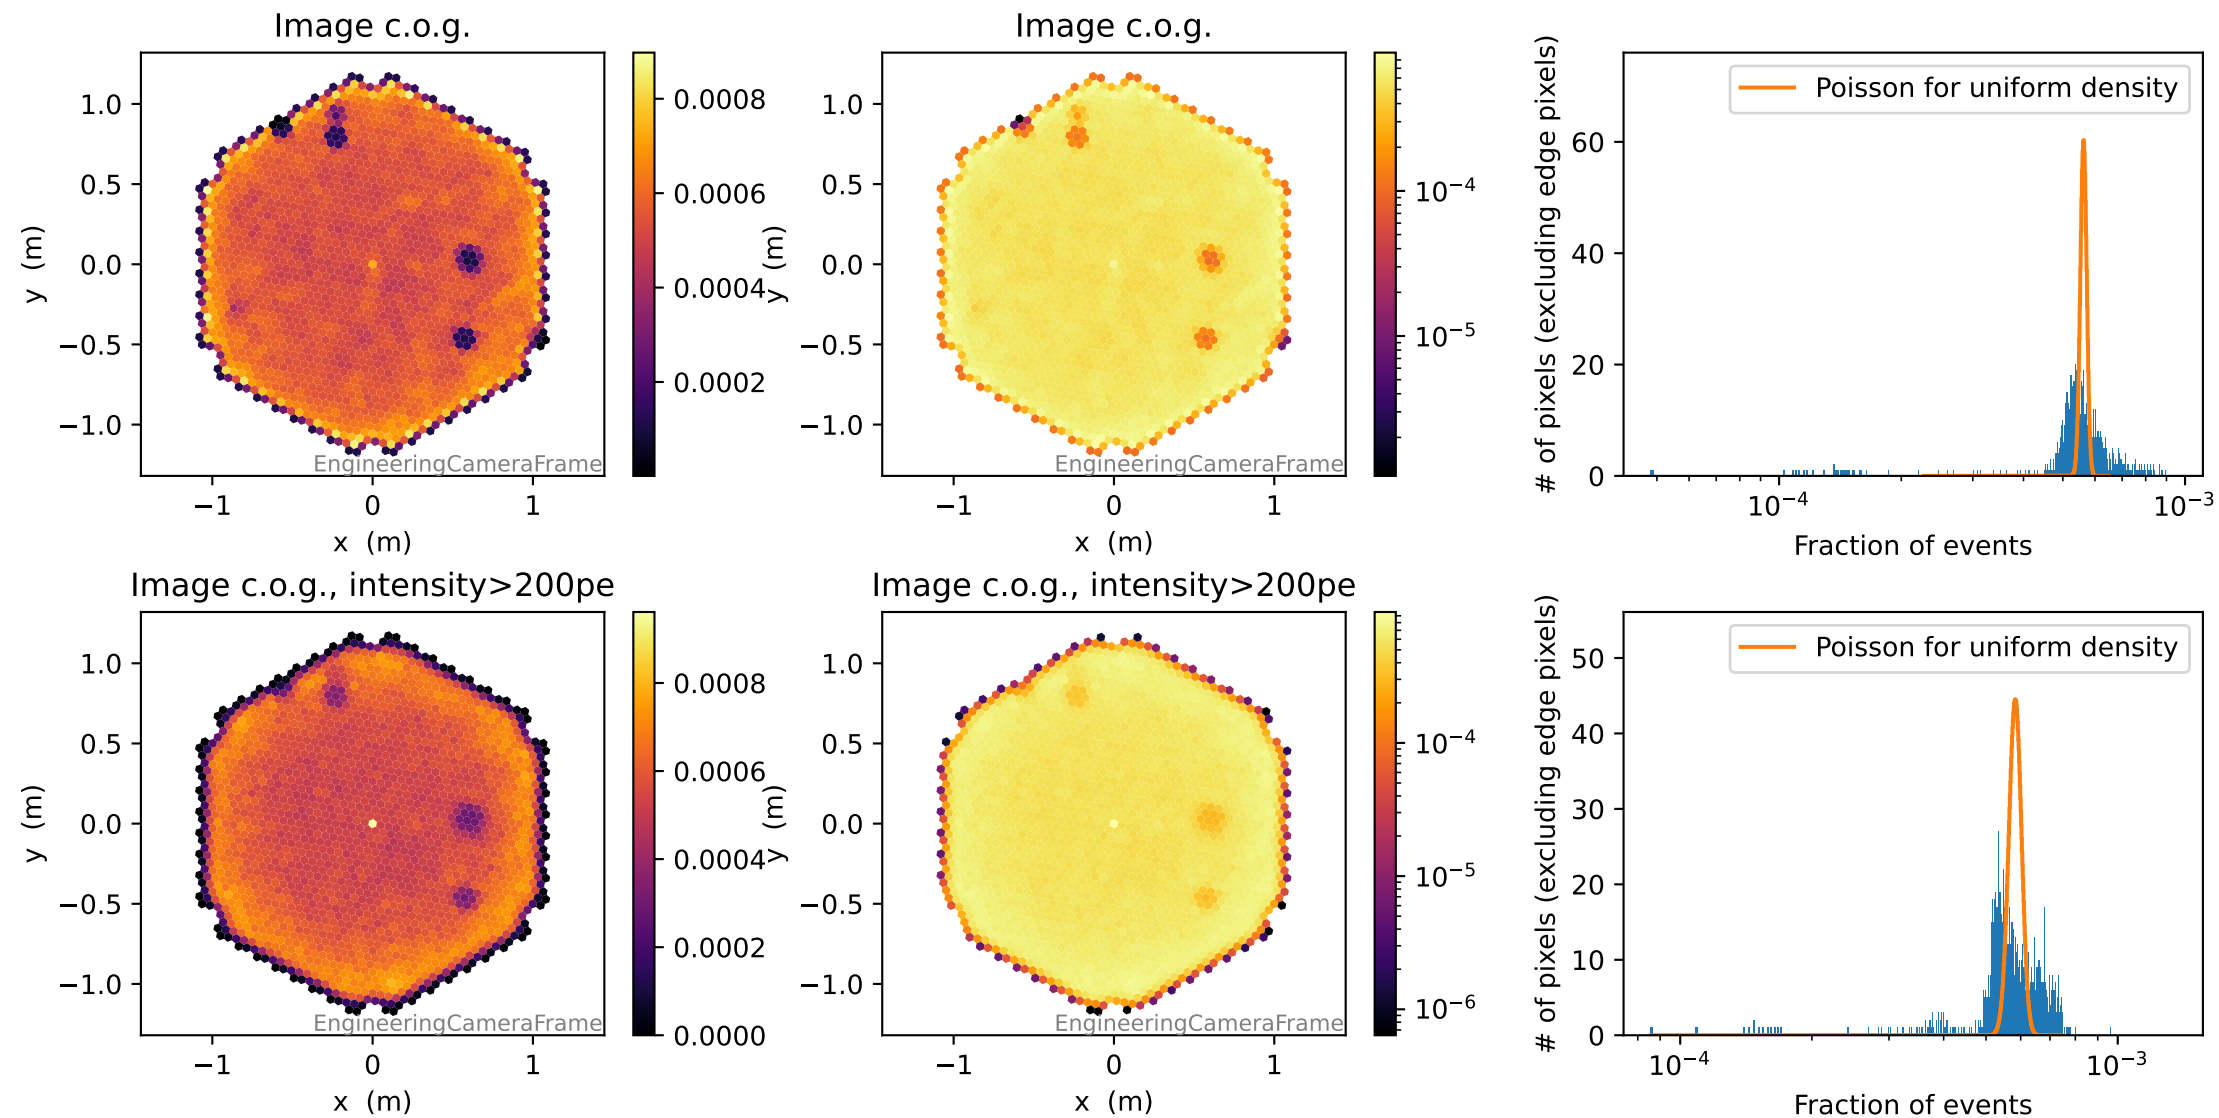 Image c.o.g.
1.0
0.5
0.0
−0.5
−1.0
y (m)
EngineeringCameraFrame
−1
0
1
x (m)
0.0008
0.0006
0.0004
0.0002
Image c.o.g.
1.0
0.5
0.0
−0.5
−1.0
y (m)
EngineeringCameraFrame
−1
0
1
x (m)
10−4
10−5
# of pixels (excluding edge pixels)
60
40
20
0
Poisson for uniform density
10−4
10−3
Fraction of events
Image c.o.g., intensity>200pe
1.0
0.5
0.0
−0.5
−1.0
y (m)
EngineeringCameraFrame
−1
0
1
x (m)
0.0008
0.0006
0.0004
0.0002
0.0000
Image c.o.g., intensity>200pe
1.0
0.5
0.0
−0.5
−1.0
y (m)
EngineeringCameraFrame
−1
0
1
x (m)
10−4
10−5
10−6
# of pixels (excluding edge pixels)
50
40
30
20
10
0
Poisson for uniform density
10−4
10−3
Fraction of events